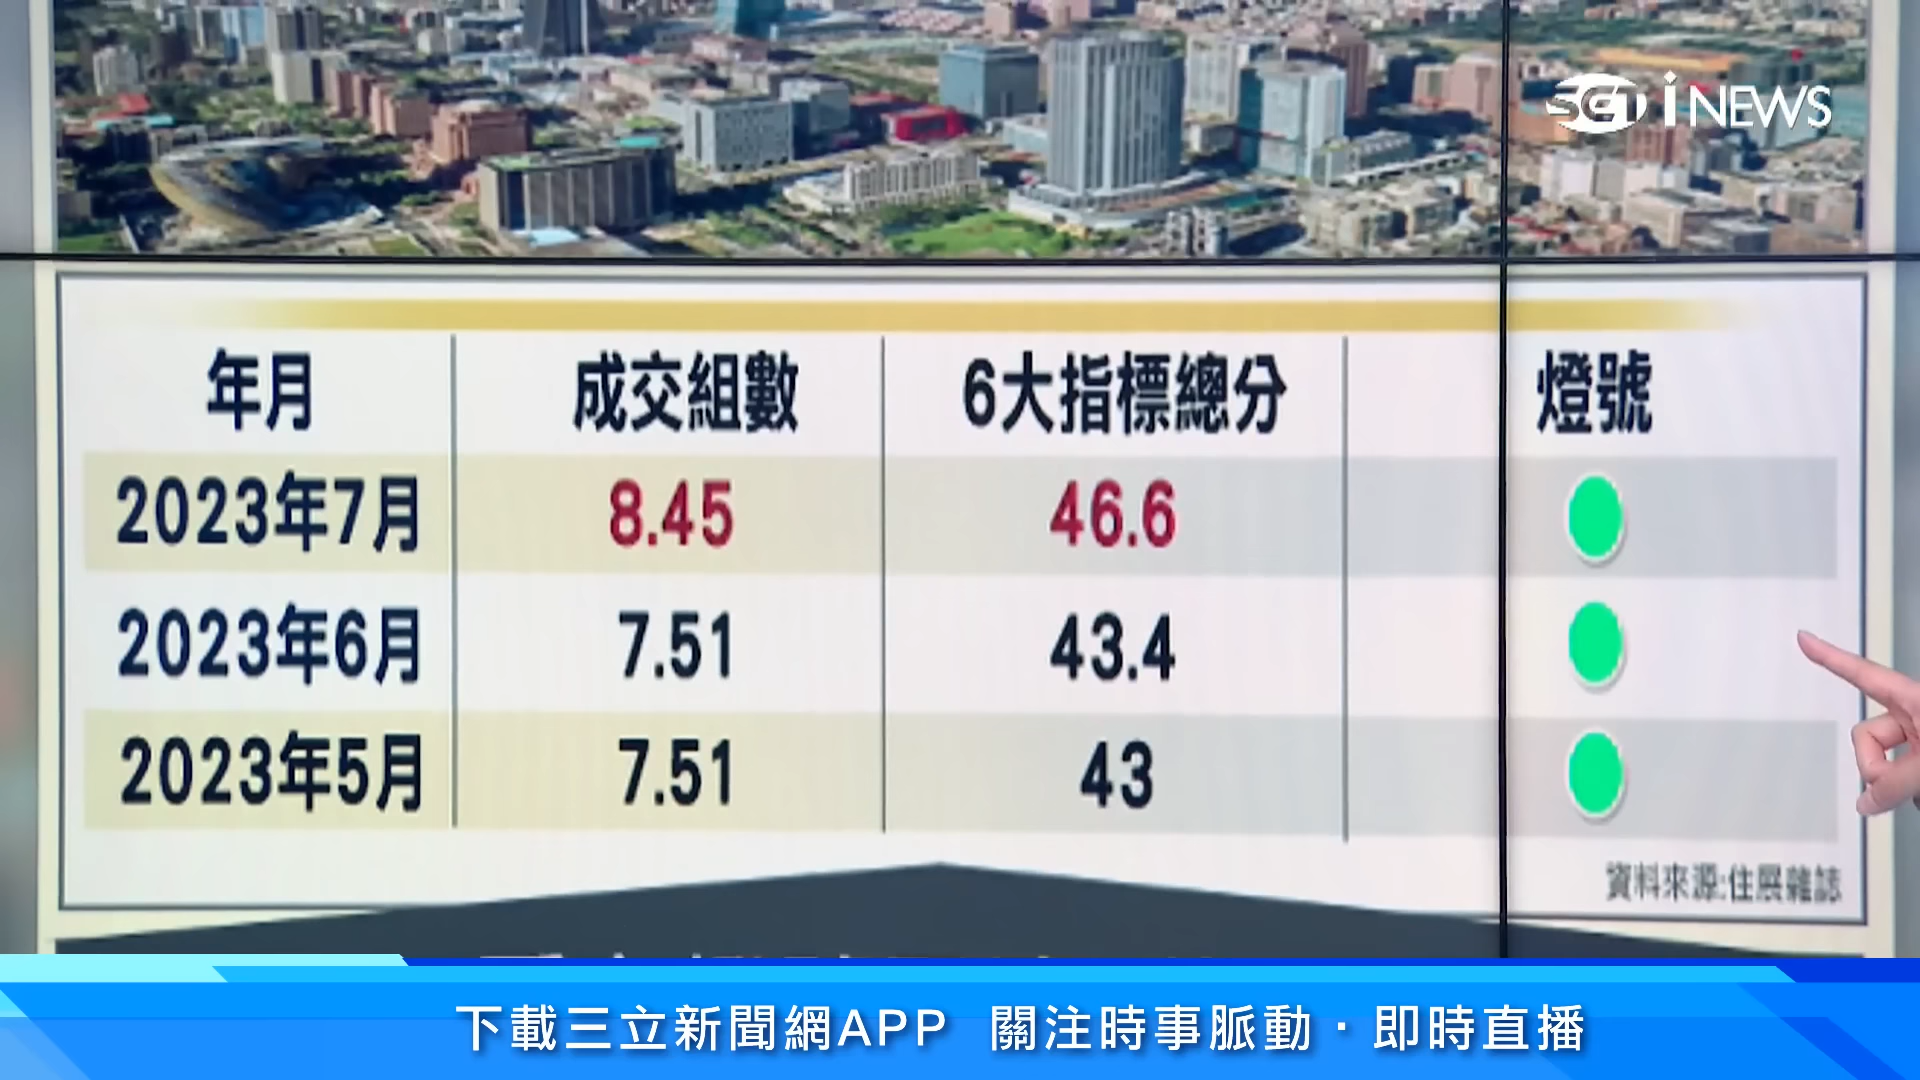 SET iNEWS
年月 成交組數 6大指標總分 燈號
2023年7月 8.45 46.6
2023年6月 7.51 43.4
2023年5月 7.51 43
資料來源:住展雜誌
下載三立新聞網APP 關注時事脈動·即時直播